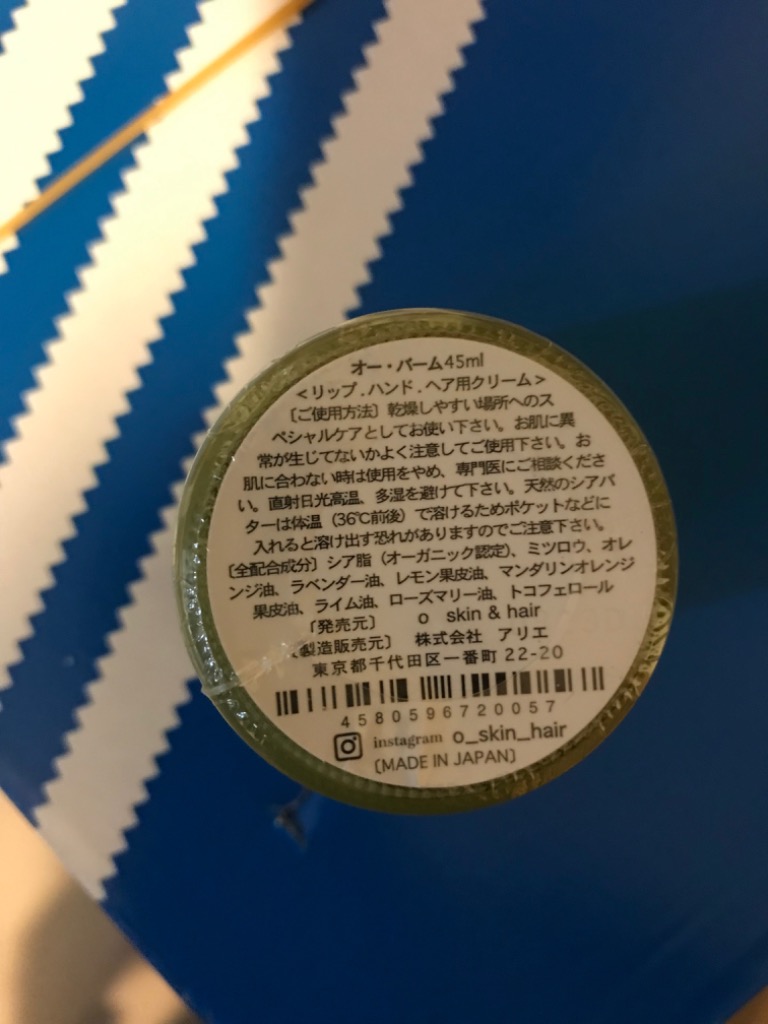 オー・バーム45ml
<リップ.ハンド.ヘア用クリーム>
〔ご使用方法〕乾燥しやすい場所へのス
ペシャルケアとしてお使い下さい。お肌に異
常が生じてないかよく注意してご使用下さい。お
肌に合わない時は使用をやめ、専門医にご相談くださ
い。直射日光高温、多湿を避けて下さい。天然のシアバ
ターは体温（36℃前後）で溶けるためポケットなどに
入れると溶け出す恐れがありますのでご注意下さい。
〔全配合成分〕シア脂（オーガニック認定）、ミツロウ、オレ
ンジ油、ラベンダー油、レモン果皮油、マンダリンオレンジ
果皮油、ライム油、ローズマリー油、トコフェロール
〔発売元〕 o skin & hair
〔製造販売元〕 株式会社 アリエ
東京都千代田区一番町22-20
4580596720057
instagram o_skin_hair
〔MADE IN JAPAN〕